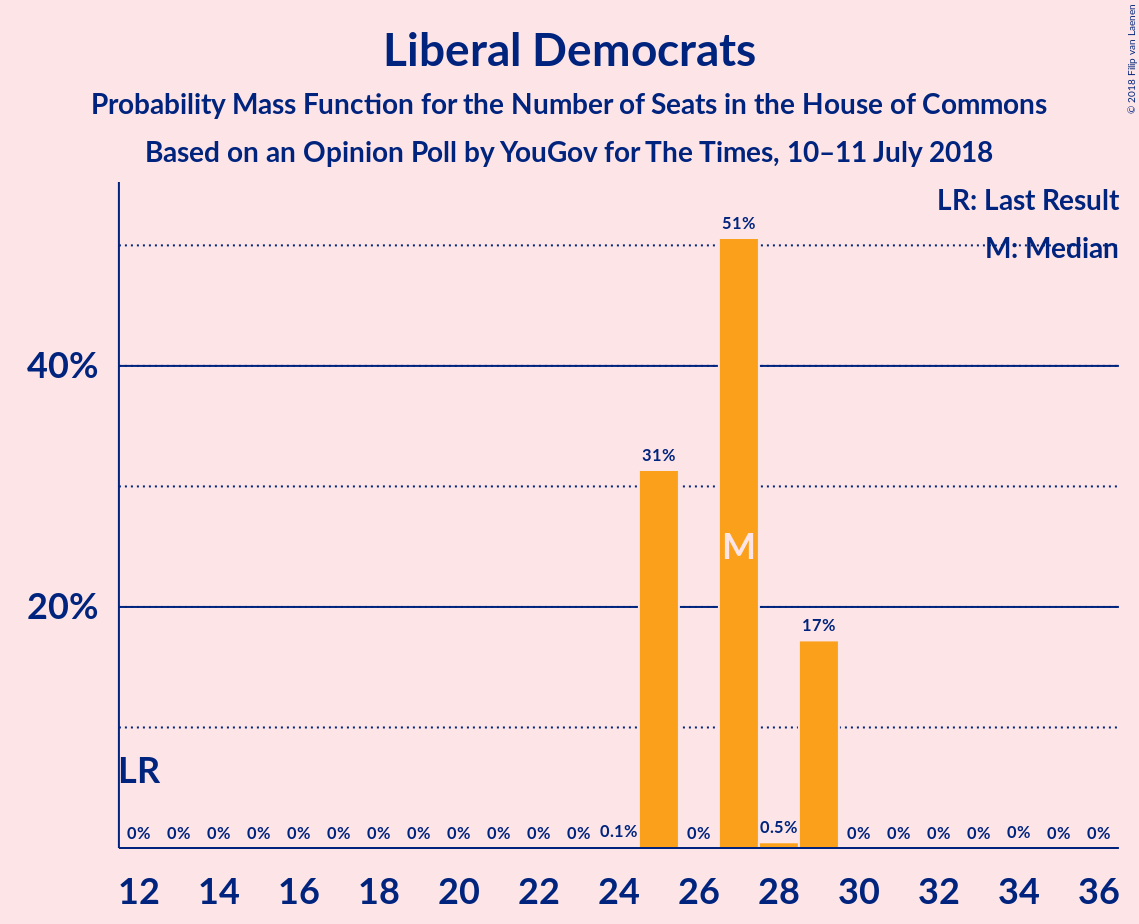 Liberal Democrats
Probability Mass Function for the Number of Seats in the House of Commons
Based on an Opinion Poll by YouGov for The Times, 10–11 July 2018
© 2018 Filip van Laenen
LR: Last Result
M: Median
51%
40%
31%
M
20%
17%
LR
0% 0% 0% 0% 0% 0% 0% 0% 0% 0% 0% 0% 0.1% 0% 0.5% 0% 0% 0% 0% 0% 0% 0%
12 14 16 18 20 22 24 26 28 30 32 34 36